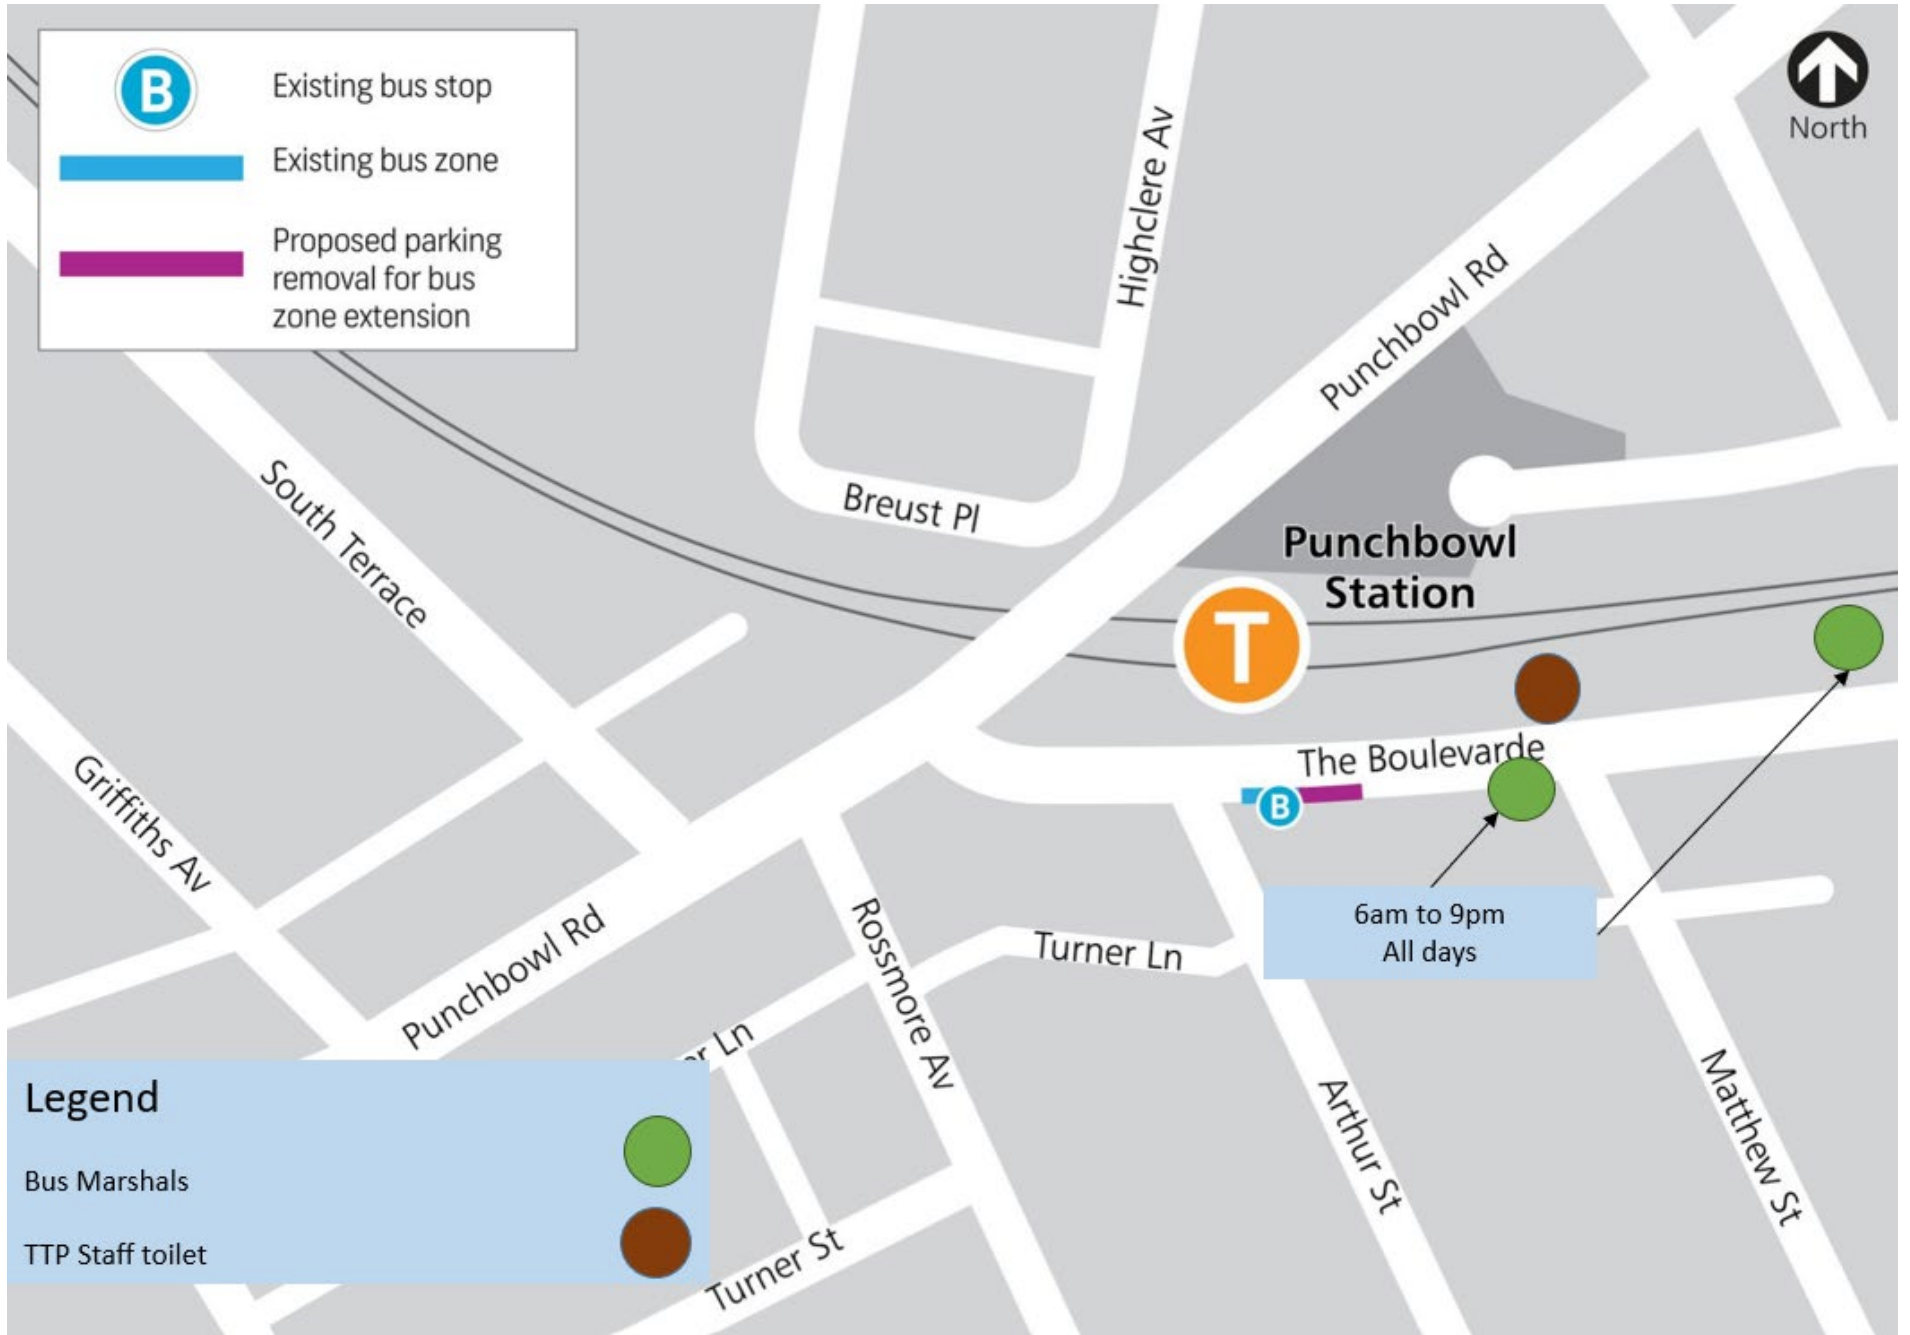 B
Existing bus stop
Existing bus zone
Proposed parking
removal for bus
zone extension
North
Highclere Av
Punchbowl Rd
Breust Pl
South Terrace
Punchbowl
Station
T
The Boulevarde
B
Griffiths Av
6am to 9pm
All days
Punchbowl Rd
Rossmore Av
Turner Ln
Ln
Arthur St
Matthew St
Turner St
Legend
Bus Marshals
TTP Staff toilet